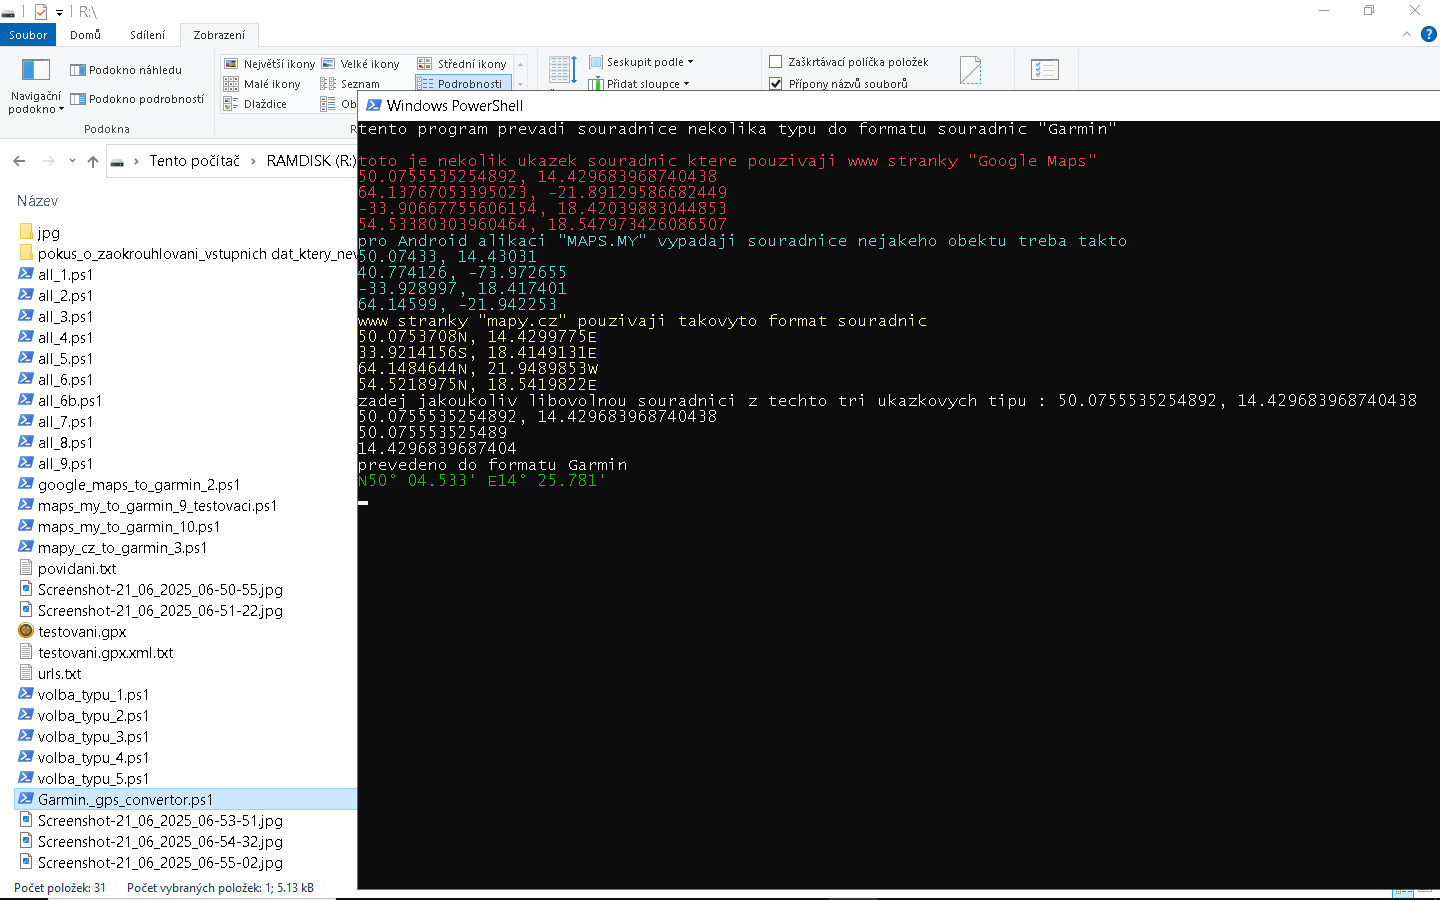 R:\
Soubor Domů Sdílení Zobrazení
Navigační podokno
Podokno náhledu
Podokno podrobností
Podokna
Největší ikony Velké ikony Střední ikony
Malé ikony Seznam Podrobnosti
Dlaždice Ob
R
Seskupit podle
Přidat sloupce
Zaškrtávací políčka položek
Přípony názvů souborů
Tento počítač RAMDISK (R:)
Název
jpg
pokus_o_zaokrouhlovani_vstupnich dat_ktery_nev
all_1.ps1
all_2.ps1
all_3.ps1
all_4.ps1
all_5.ps1
all_6.ps1
all_6b.ps1
all_7.ps1
all_8.ps1
all_9.ps1
google_maps_to_garmin_2.ps1
maps_my_to_garmin_9_testovaci.ps1
maps_my_to_garmin_10.ps1
mapy_cz_to_garmin_3.ps1
povidani.txt
Screenshot-21_06_2025_06-50-55.jpg
Screenshot-21_06_2025_06-51-22.jpg
testovani.gpx
testovani.gpx.xml.txt
urls.txt
volba_typu_1.ps1
volba_typu_2.ps1
volba_typu_3.ps1
volba_typu_4.ps1
volba_typu_5.ps1
Garmin._gps_convertor.ps1
Screenshot-21_06_2025_06-53-51.jpg
Screenshot-21_06_2025_06-54-32.jpg
Screenshot-21_06_2025_06-55-02.jpg
Počet položek: 31 Počet vybraných položek: 1; 5.13 kB
Windows PowerShell
tento program prevadi souradnice nekolika typu do formatu souradnic "Garmin"
toto je nekolik ukazek souradnic ktere pouzivaji www stranky "Google Maps"
50.0755535254892, 14.429683968740438
64.13767053395023, -21.89129586682449
-33.90667755606154, 18.42039883044853
54.53380303960464, 18.547973426086507
pro Android alikaci "MAPS.MY" vypadaji souradnice nejakeho obektu treba takto
50.07433, 14.43031
40.774126, -73.972655
-33.928997, 18.417401
64.14599, -21.942253
www stranky "mapy.cz" pouzivaji takovyto format souradnic
50.0753708N, 14.4299775E
33.9214156S, 18.4149131E
64.1484644N, 21.9489853W
54.5218975N, 18.5419822E
zadej jakoukoliv libovolnou souradnici z techto tri ukazkovych tipu : 50.0755535254892, 14.429683968740438
50.0755535254892, 14.429683968740438
50.075553525489
14.4296839687404
prevedeno do formatu Garmin
N50° 04.533' E14° 25.781'